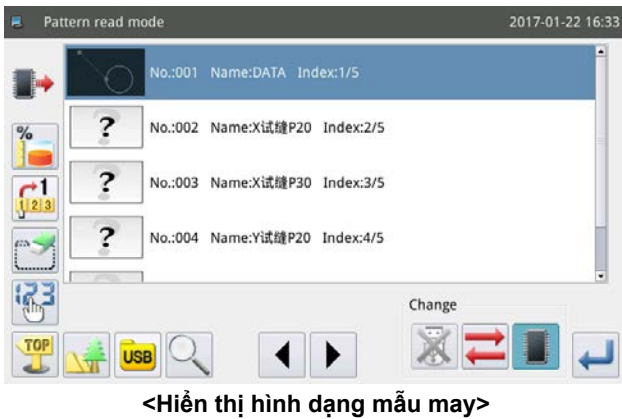 Pattern read mode 2017-01-22 16:33
No.:001 Name:DATA Index:1/5
No.:002 Name:X试缝P20 Index:2/5
No.:003 Name:X试缝P30 Index:3/5
No.:004 Name:Y试缝P20 Index:4/5
%
1
1 2 3
123
Change
TOP
USB
<Hiển thị hình dạng mẫu may>